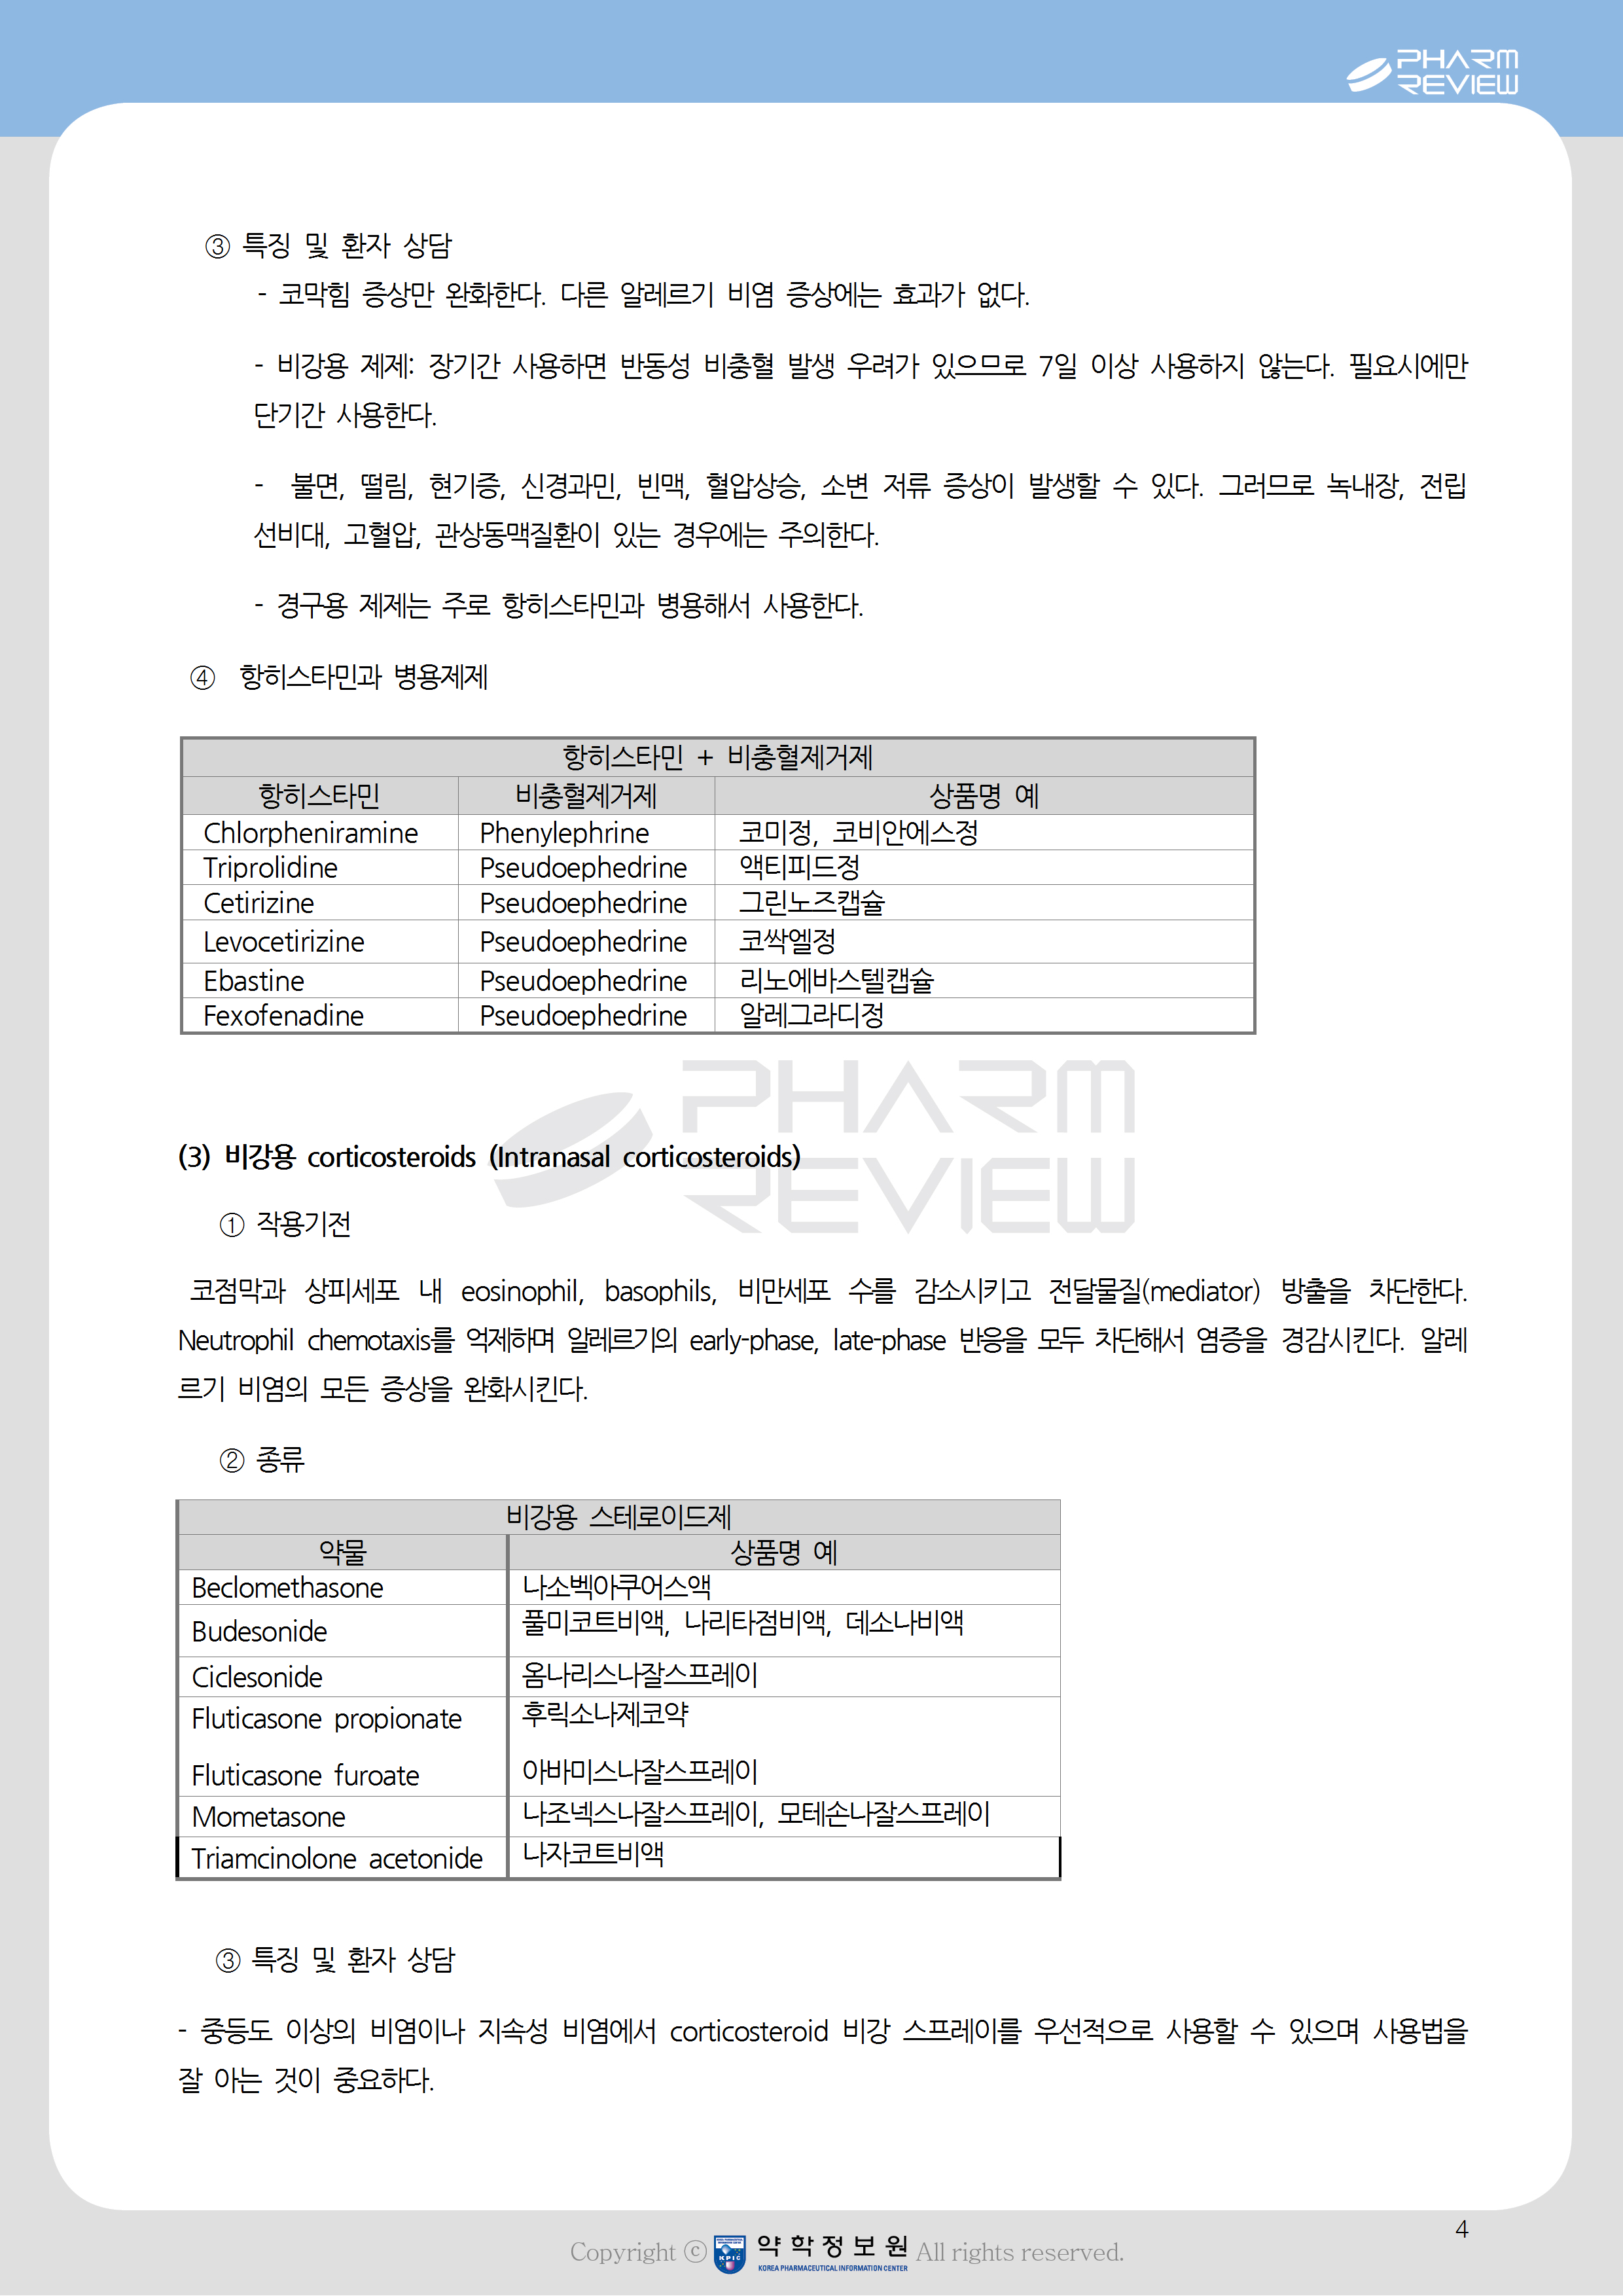 PHARM
REVIEW
③ 특징 및 환자 상담
- 코막힘 증상만 완화한다. 다른 알레르기 비염 증상에는 효과가 없다.
- 비강용 제제: 장기간 사용하면 반동성 비충혈 발생 우려가 있으므로 7일 이상 사용하지 않는다. 필요시에만
단기간 사용한다.
- 불면, 떨림, 현기증, 신경과민, 빈맥, 혈압상승, 소변 저류 증상이 발생할 수 있다. 그러므로 녹내장, 전립
선비대, 고혈압, 관상동맥질환이 있는 경우에는 주의한다.
- 경구용 제제는 주로 항히스타민과 병용해서 사용한다.
④ 항히스타민과 병용제제
항히스타민 + 비충혈제거제
항히스타민 비충혈제거제 상품명 예
Chlorpheniramine Phenylephrine 코미정, 코비안에스정
Triprolidine Pseudoephedrine 액티피드정
Cetirizine Pseudoephedrine 그린노즈캡슐
Levocetirizine Pseudoephedrine 코싹엘정
Ebastine Pseudoephedrine 리노에바스텔캡슐
Fexofenadine Pseudoephedrine 알레그라디정
PHARM
REVIEW
(3) 비강용 corticosteroids (Intranasal corticosteroids)
① 작용기전
코점막과 상피세포 내 eosinophil, basophils, 비만세포 수를 감소시키고 전달물질(mediator) 방출을 차단한다.
Neutrophil chemotaxis를 억제하며 알레르기의 early-phase, late-phase 반응을 모두 차단해서 염증을 경감시킨다. 알레
르기 비염의 모든 증상을 완화시킨다.
② 종류
비강용 스테로이드제
약물 상품명 예
Beclomethasone 나소벡아쿠어스액
Budesonide 풀미코트비액, 나리타점비액, 데소나비액
Ciclesonide 옴나리스나잘스프레이
Fluticasone propionate 후릭소나제코약
Fluticasone furoate 아바미스나잘스프레이
Mometasone 나조넥스나잘스프레이, 모테손나잘스프레이
Triamcinolone acetonide 나자코트비액
③ 특징 및 환자 상담
- 중등도 이상의 비염이나 지속성 비염에서 corticosteroid 비강 스프레이를 우선적으로 사용할 수 있으며 사용법을
잘 아는 것이 중요하다.
4
Copyright ⓒ KPIC 약학정보원 All rights reserved.
KOREA PHARMACEUTICAL INFORMATION CENTER